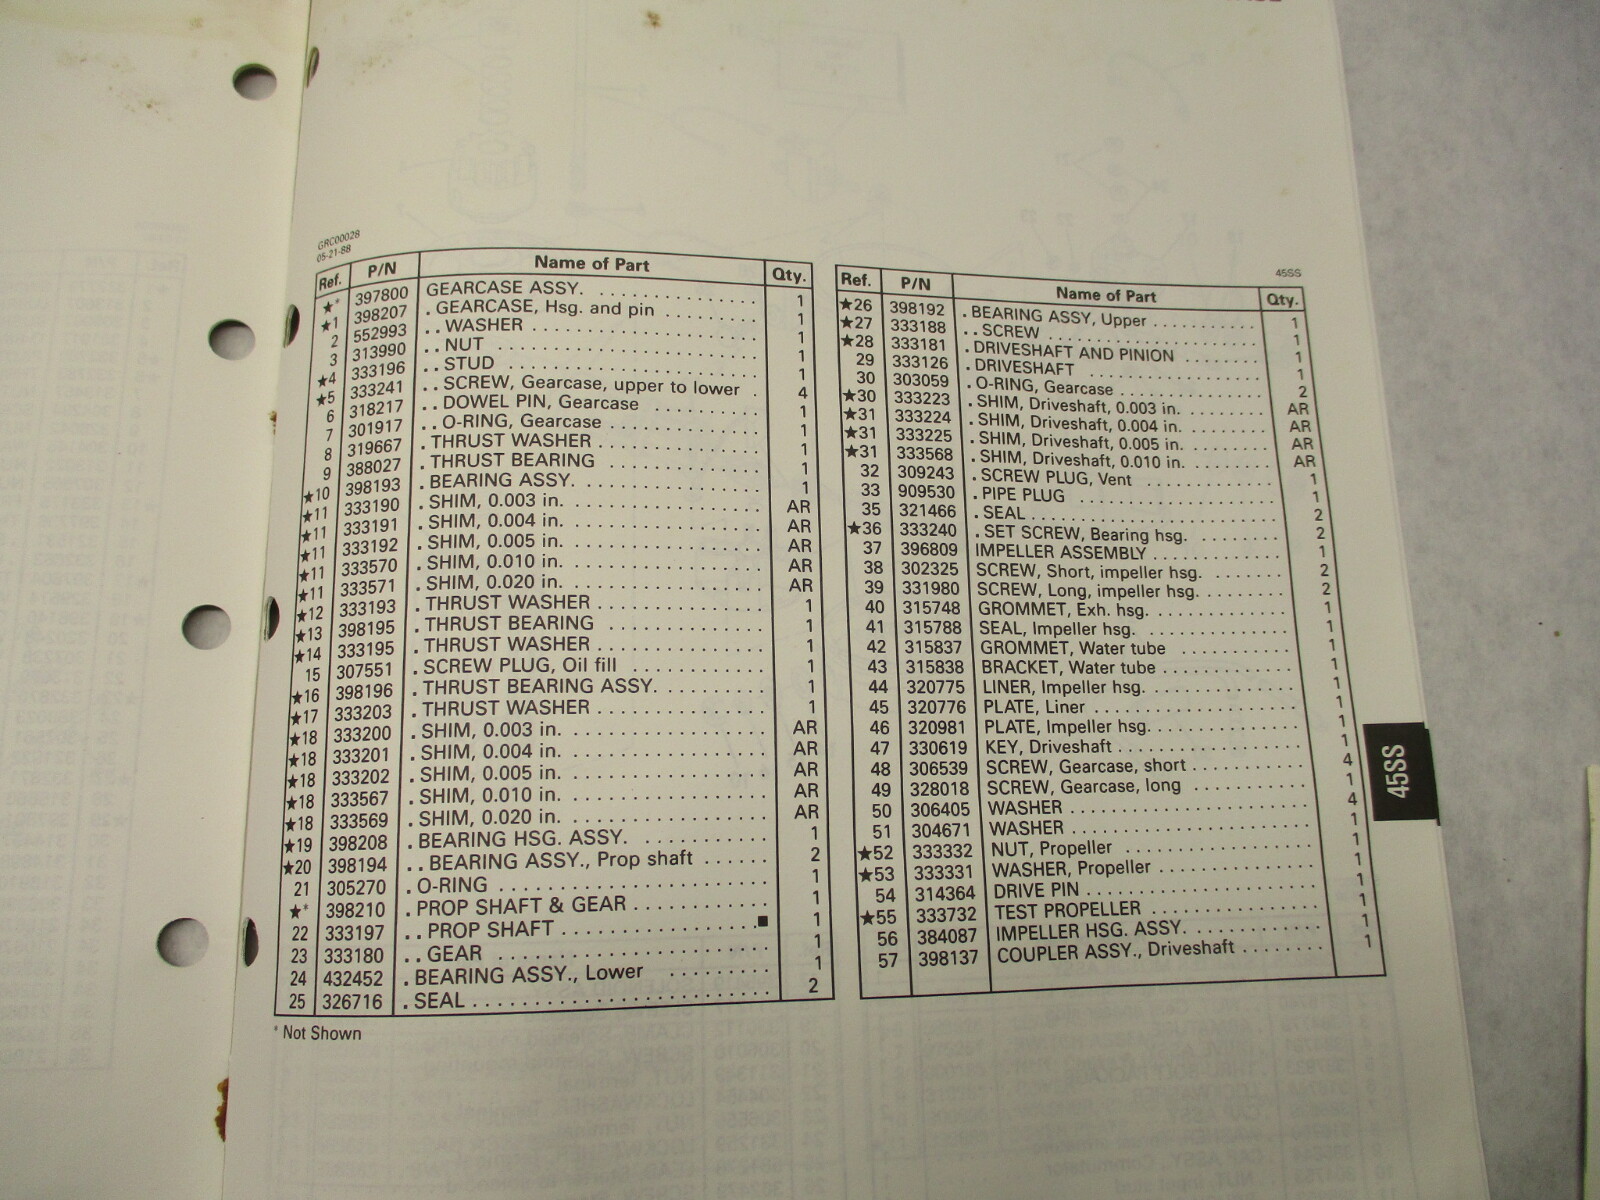 GRC00028
05-21-88
Ref. P/N Name of Part Qty.
★* 397800 GEARCASE ASSY. . . . . . . . . . . . . . . . 1
★1 398207 . GEARCASE, Hsg. and pin . . . . . . . . . 1
2 552993 . . WASHER . . . . . . . . . . . . . . . . . . . . 1
3 313990 . . NUT . . . . . . . . . . . . . . . . . . . . . . . 1
★4 333196 . . STUD . . . . . . . . . . . . . . . . . . . . . . 1
★5 333241 . . SCREW, Gearcase, upper to lower . 4
6 318217 . . DOWEL PIN, Gearcase . . . . . . . . . . 1
7 301917 . . O-RING, Gearcase . . . . . . . . . . . . . 1
8 319667 . THRUST WASHER . . . . . . . . . . . . . . 1
9 388027 . THRUST BEARING . . . . . . . . . . . . . 1
★10 398193 . BEARING ASSY. . . . . . . . . . . . . . . . 1
★11 333190 . SHIM, 0.003 in. . . . . . . . . . . . . . . . . AR
★11 333191 . SHIM, 0.004 in. . . . . . . . . . . . . . . . . AR
★11 333192 . SHIM, 0.005 in. . . . . . . . . . . . . . . . . AR
★11 333570 . SHIM, 0.010 in. . . . . . . . . . . . . . . . . AR
★11 333571 . SHIM, 0.020 in. . . . . . . . . . . . . . . . . AR
★12 333193 . THRUST WASHER . . . . . . . . . . . . . . 1
★13 398195 . THRUST BEARING . . . . . . . . . . . . . 1
★14 333195 . THRUST WASHER . . . . . . . . . . . . . . 1
15 307551 . SCREW PLUG, Oil fill . . . . . . . . . . . 1
★16 398196 . THRUST BEARING ASSY. . . . . . . . . . 1
★17 333203 . THRUST WASHER . . . . . . . . . . . . . . 1
★18 333200 . SHIM, 0.003 in. . . . . . . . . . . . . . . . . AR
★18 333201 . SHIM, 0.004 in. . . . . . . . . . . . . . . . . AR
★18 333202 . SHIM, 0.005 in. . . . . . . . . . . . . . . . . AR
★18 333567 . SHIM, 0.010 in. . . . . . . . . . . . . . . . . AR
★18 333569 . SHIM, 0.020 in. . . . . . . . . . . . . . . . . AR
★19 398208 . BEARING HSG. ASSY. . . . . . . . . . . . 1
★20 398194 . . BEARING ASSY., Prop shaft . . . . . . 2
21 305270 . O-RING . . . . . . . . . . . . . . . . . . . . . . 1
★* 398210 . PROP SHAFT & GEAR . . . . . . . . . . . . 1
22 333197 . . PROP SHAFT . . . . . . . . . . . . . . . . .■ 1
23 333180 . . GEAR . . . . . . . . . . . . . . . . . . . . . . 1
24 432452 . BEARING ASSY., Lower . . . . . . . . . 1
25 326716 . SEAL . . . . . . . . . . . . . . . . . . . . . . . . 2
* Not Shown
45SS
Ref. P/N Name of Part Qty.
★26 398192 . BEARING ASSY, Upper . . . . . . . . . . . 1
★27 333188 . . SCREW . . . . . . . . . . . . . . . . . . . . . 1
★28 333181 . DRIVESHAFT AND PINION . . . . . . . . 1
29 333126 . DRIVESHAFT . . . . . . . . . . . . . . . . . 1
30 303059 . O-RING, Gearcase . . . . . . . . . . . . . . 2
★30 333223 . SHIM, Driveshaft, 0.003 in. . . . . . . . . AR
★31 333224 . SHIM, Driveshaft, 0.004 in. . . . . . . . . AR
★31 333225 . SHIM, Driveshaft, 0.005 in. . . . . . . . . AR
★31 333568 . SHIM, Driveshaft, 0.010 in. . . . . . . . . AR
32 309243 . SCREW PLUG, Vent . . . . . . . . . . . . . 1
33 909530 . PIPE PLUG . . . . . . . . . . . . . . . . . . . 1
35 321466 . SEAL . . . . . . . . . . . . . . . . . . . . . . . 2
★36 333240 . SET SCREW, Bearing hsg. . . . . . . . . 2
37 396809 IMPELLER ASSEMBLY . . . . . . . . . . . . 1
38 302325 SCREW, Short, impeller hsg. . . . . . . . . 2
39 331980 SCREW, Long, impeller hsg. . . . . . . . . 2
40 315748 GROMMET, Exh. hsg. . . . . . . . . . . . . . 1
41 315788 SEAL, Impeller hsg. . . . . . . . . . . . . . . 1
42 315837 GROMMET, Water tube . . . . . . . . . . . 1
43 315838 BRACKET, Water tube . . . . . . . . . . . . 1
44 320775 LINER, Impeller hsg. . . . . . . . . . . . . . . 1
45 320776 PLATE, Liner . . . . . . . . . . . . . . . . . . . 1
46 320981 PLATE, Impeller hsg. . . . . . . . . . . . . . . 1
47 330619 KEY, Driveshaft . . . . . . . . . . . . . . . . . 1
48 306539 SCREW, Gearcase, short . . . . . . . . . . . 4
49 328018 SCREW, Gearcase, long . . . . . . . . . . . 1
50 306405 WASHER . . . . . . . . . . . . . . . . . . . . . . 4
51 304671 WASHER . . . . . . . . . . . . . . . . . . . . . . 1
★52 333332 NUT, Propeller . . . . . . . . . . . . . . . . . 1
★53 333331 WASHER, Propeller . . . . . . . . . . . . . . 1
54 314364 DRIVE PIN . . . . . . . . . . . . . . . . . . . . . 1
★55 333732 TEST PROPELLER . . . . . . . . . . . . . . . 1
56 384087 IMPELLER HSG. ASSY. . . . . . . . . . . . . 1
57 398137 COUPLER ASSY., Driveshaft . . . . . . . . 1
45SS